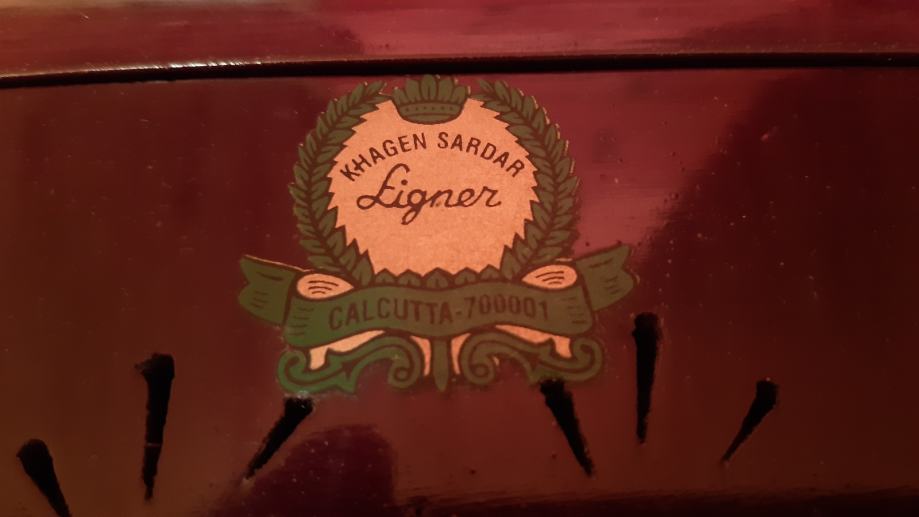 KHAGEN SARDAR
Ligner
CALCUTTA-700001